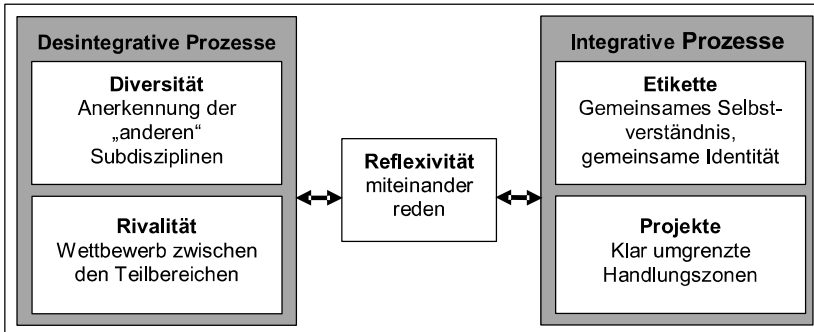 Desintegrative Prozesse
Diversität
Anerkennung der
„anderen“
Subdisziplinen
Rivalität
Wettbewerb zwischen
den Teilbereichen
Reflexivität
miteinander
reden
Integrative Prozesse
Etikette
Gemeinsames Selbst-
verständnis,
gemeinsame Identität
Projekte
Klar umgrenzte
Handlungszonen